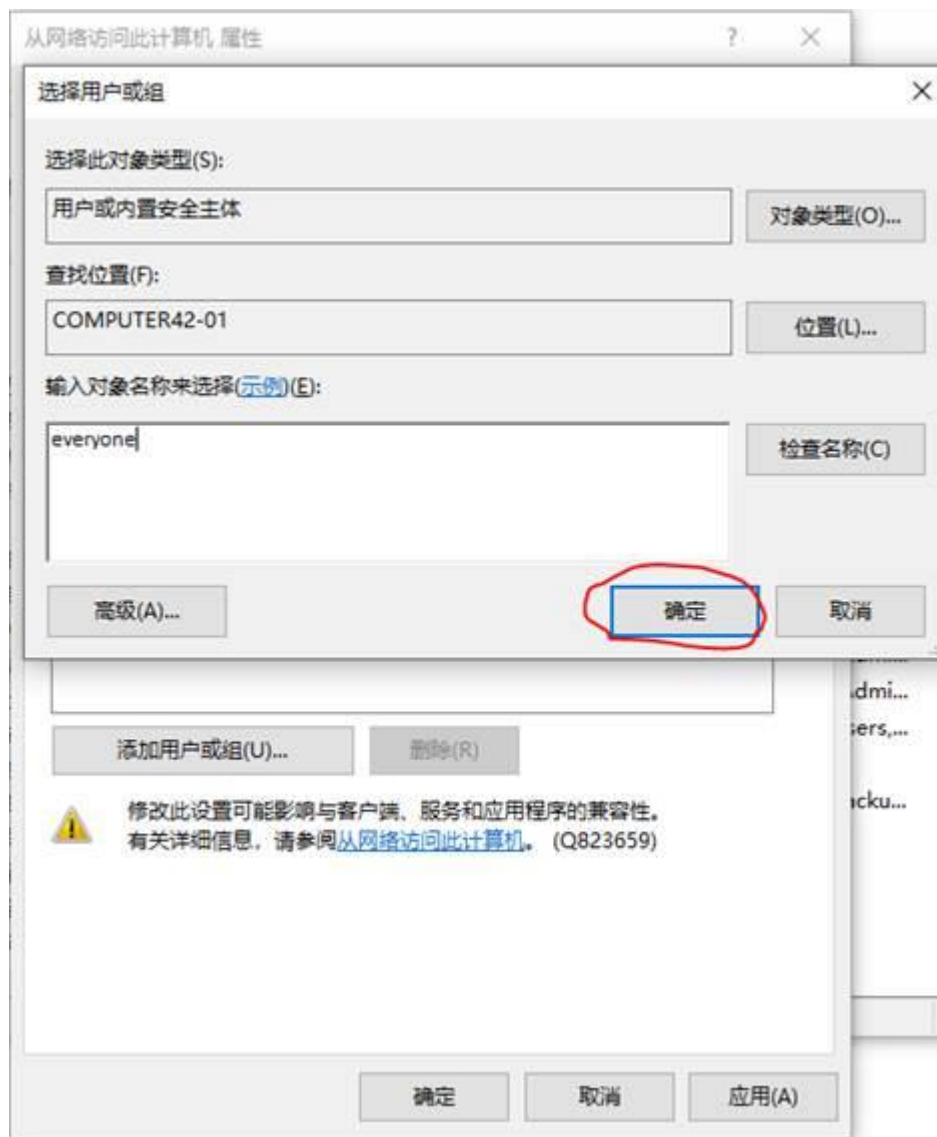 从网络访问此计算机 属性
?
选择用户或组
选择此对象类型(S):
用户或内置安全主体
对象类型(O)...
查找位置(F):
COMPUTER42-01
位置(L)...
输入对象名称来选择(示例)(E):
everyone
检查名称(C)
高级(A)...
确定
取消
dmi...
ers,...
添加用户或组(U)...
删除(R)
cku...
修改此设置可能影响与客户端、服务和应用程序的兼容性。
有关详细信息，请参阅从网络访问此计算机。 (Q823659)
确定
取消
应用(A)